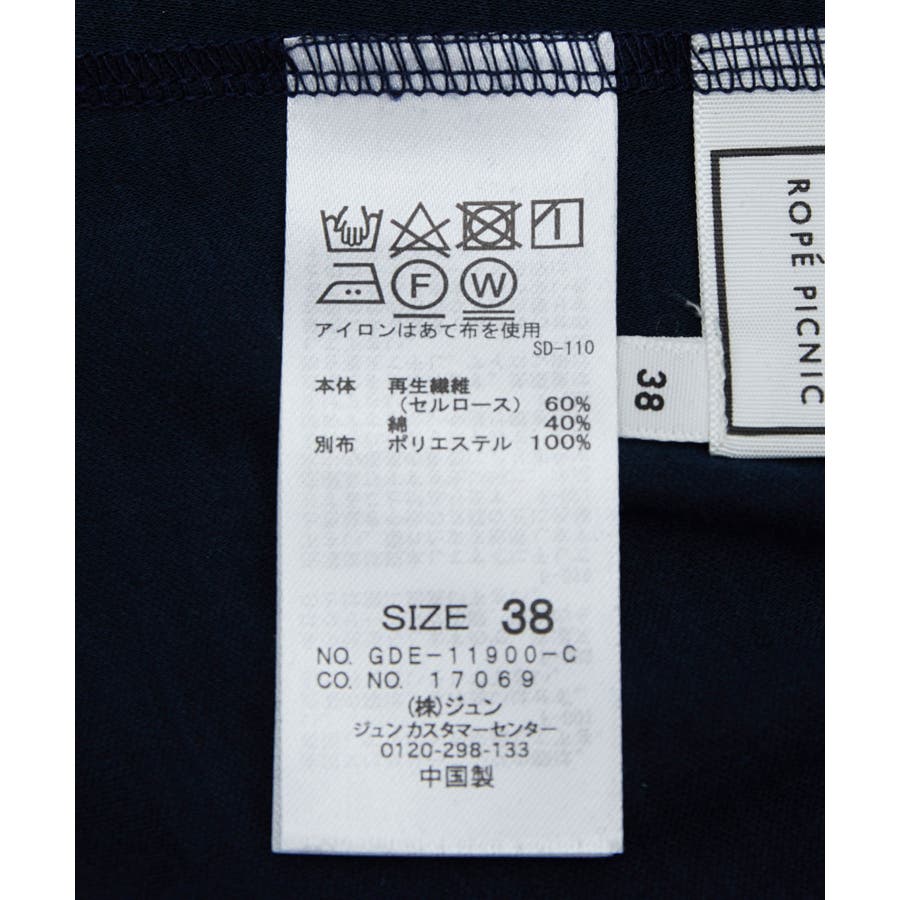 F W
アイロンはあて布を使用
SD-110
本体 再生繊維
(セルロース) 60%
綿 40%
別布 ポリエステル 100%
SIZE 38
NO. GDE-11900-C
CO. NO. 17069
(株)ジュン
ジュン カスタマーセンター
0120-298-133
中国製
38
ROPÉ PICNIC